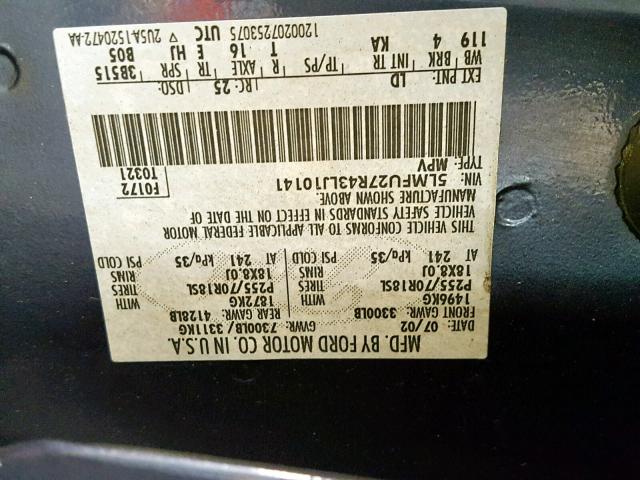 MFD. BY FORD MOTOR CO. IN U.S.A.
DATE: 07/02 GVWR: 7300LB/ 3311KG
FRONT GAWR: 3300LB REAR GAWR: 4128LB
1496KG WITH 1872KG WITH
P255/70R18SL TIRES P255/70R18SL TIRES
18X8.0J RIMS 18X8.0J RIMS
AT 241 kPa/35 PSI COLD AT 241 kPa/35 PSI COLD
THIS VEHICLE CONFORMS TO ALL APPLICABLE FEDERAL MOTOR
VEHICLE SAFETY STANDARDS IN EFFECT ON THE DATE OF
MANUFACTURE SHOWN ABOVE.
VIN: 5LMFU27R43LJ10141
TYPE: MPV
F0172
T0321
EXT PNT: LD RC: 25 DSO:
WB BRK INT TR TP/PS R AXLE TR SPR 3B515
119 4 KA T 16 E HJ B05
UTC
120020725307S ▽ 2U5A1520472-AA